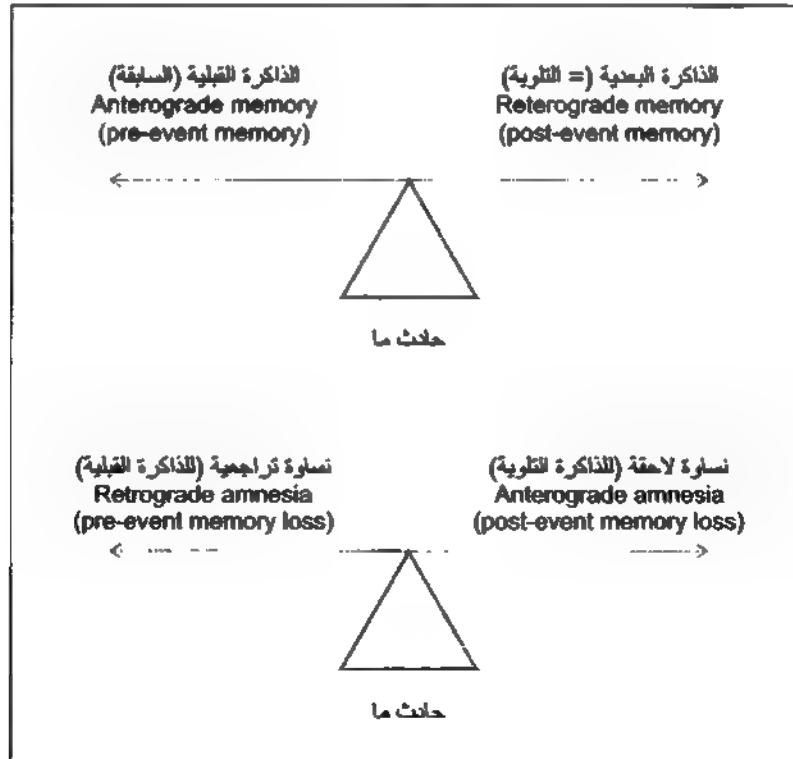 الذاكرة القبلية (السابقة)
Anterograde memory
(pre-event memory)
الذاكرة البعدية (= التلوية)
Reterograde memory
(post-event memory)
حادث ما
نساوة تراجعية (للذاكرة القبلية)
Retrograde amnesia
(pre-event memory loss)
نساوة لاحقة (للذاكرة التلوية)
Anterograde amnesia
(post-event memory loss)
حادث ما